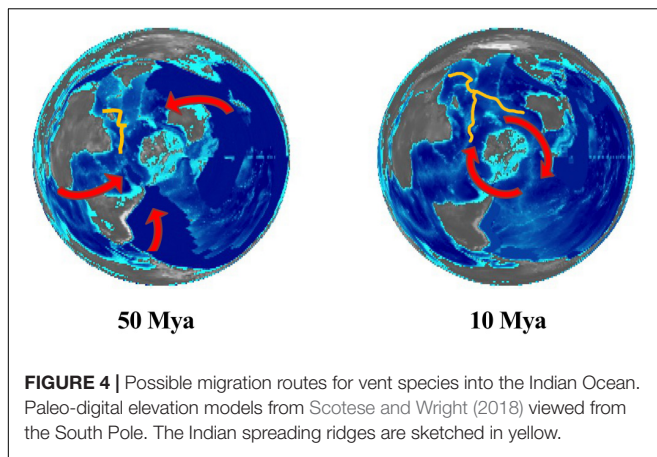 50 Mya
10 Mya
FIGURE 4 | Possible migration routes for vent species into the Indian Ocean.
Paleo-digital elevation models from Scotese and Wright (2018) viewed from
the South Pole. The Indian spreading ridges are sketched in yellow.